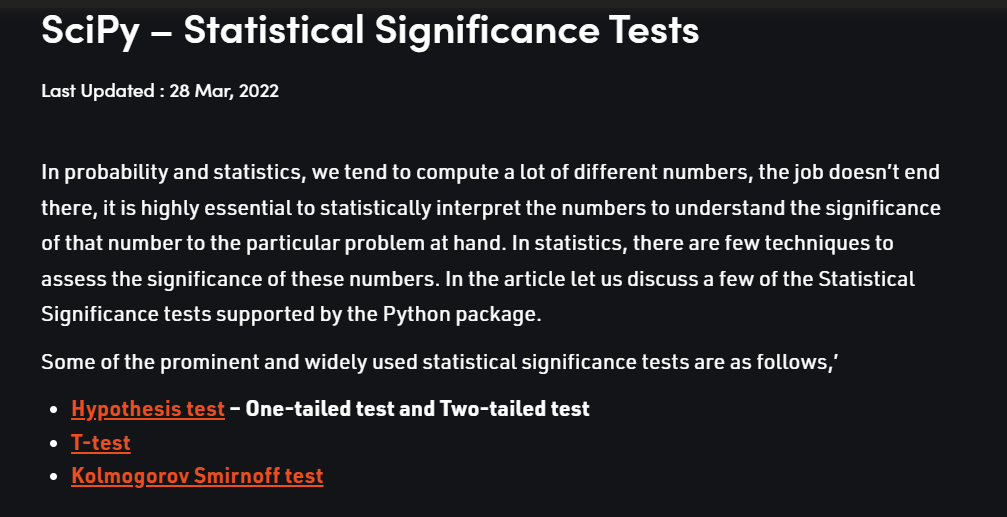 SciPy – Statistical Significance Tests
Last Updated : 28 Mar, 2022
In probability and statistics, we tend to compute a lot of different numbers, the job doesn’t end
there, it is highly essential to statistically interpret the numbers to understand the significance
of that number to the particular problem at hand. In statistics, there are few techniques to
assess the significance of these numbers. In the article let us discuss a few of the Statistical
Significance tests supported by the Python package.
Some of the prominent and widely used statistical significance tests are as follows,’
• Hypothesis test – One-tailed test and Two-tailed test
• T-test
• Kolmogorov Smirnoff test